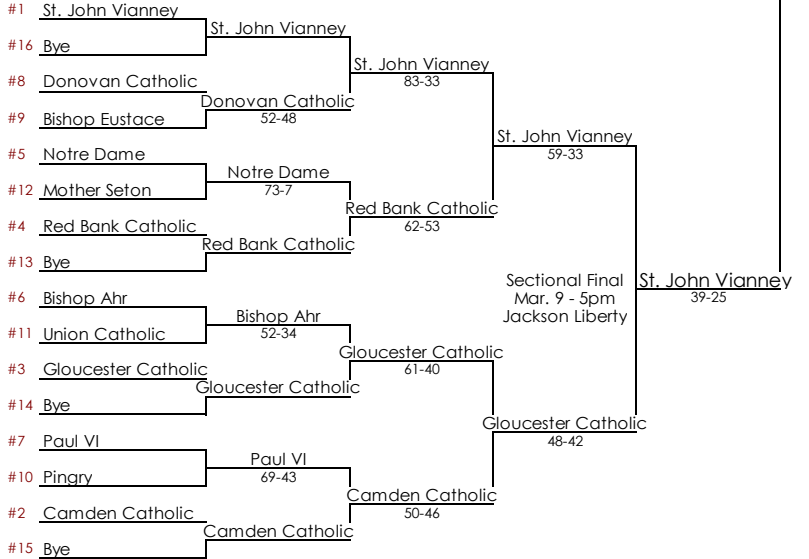 #1 St. John Vianney
St. John Vianney
#16 Bye
St. John Vianney
83-33
#8 Donovan Catholic
Donovan Catholic
52-48
#9 Bishop Eustace
St. John Vianney
59-33
#5 Notre Dame
Notre Dame
73-7
#12 Mother Seton
Red Bank Catholic
62-53
#4 Red Bank Catholic
Red Bank Catholic
#13 Bye
Sectional Final
Mar. 9 - 5pm
Jackson Liberty
St. John Vianney
39-25
#6 Bishop Ahr
Bishop Ahr
52-34
#11 Union Catholic
Gloucester Catholic
61-40
#3 Gloucester Catholic
Gloucester Catholic
#14 Bye
Gloucester Catholic
48-42
#7 Paul VI
Paul VI
69-43
#10 Pingry
Camden Catholic
50-46
#2 Camden Catholic
Camden Catholic
#15 Bye